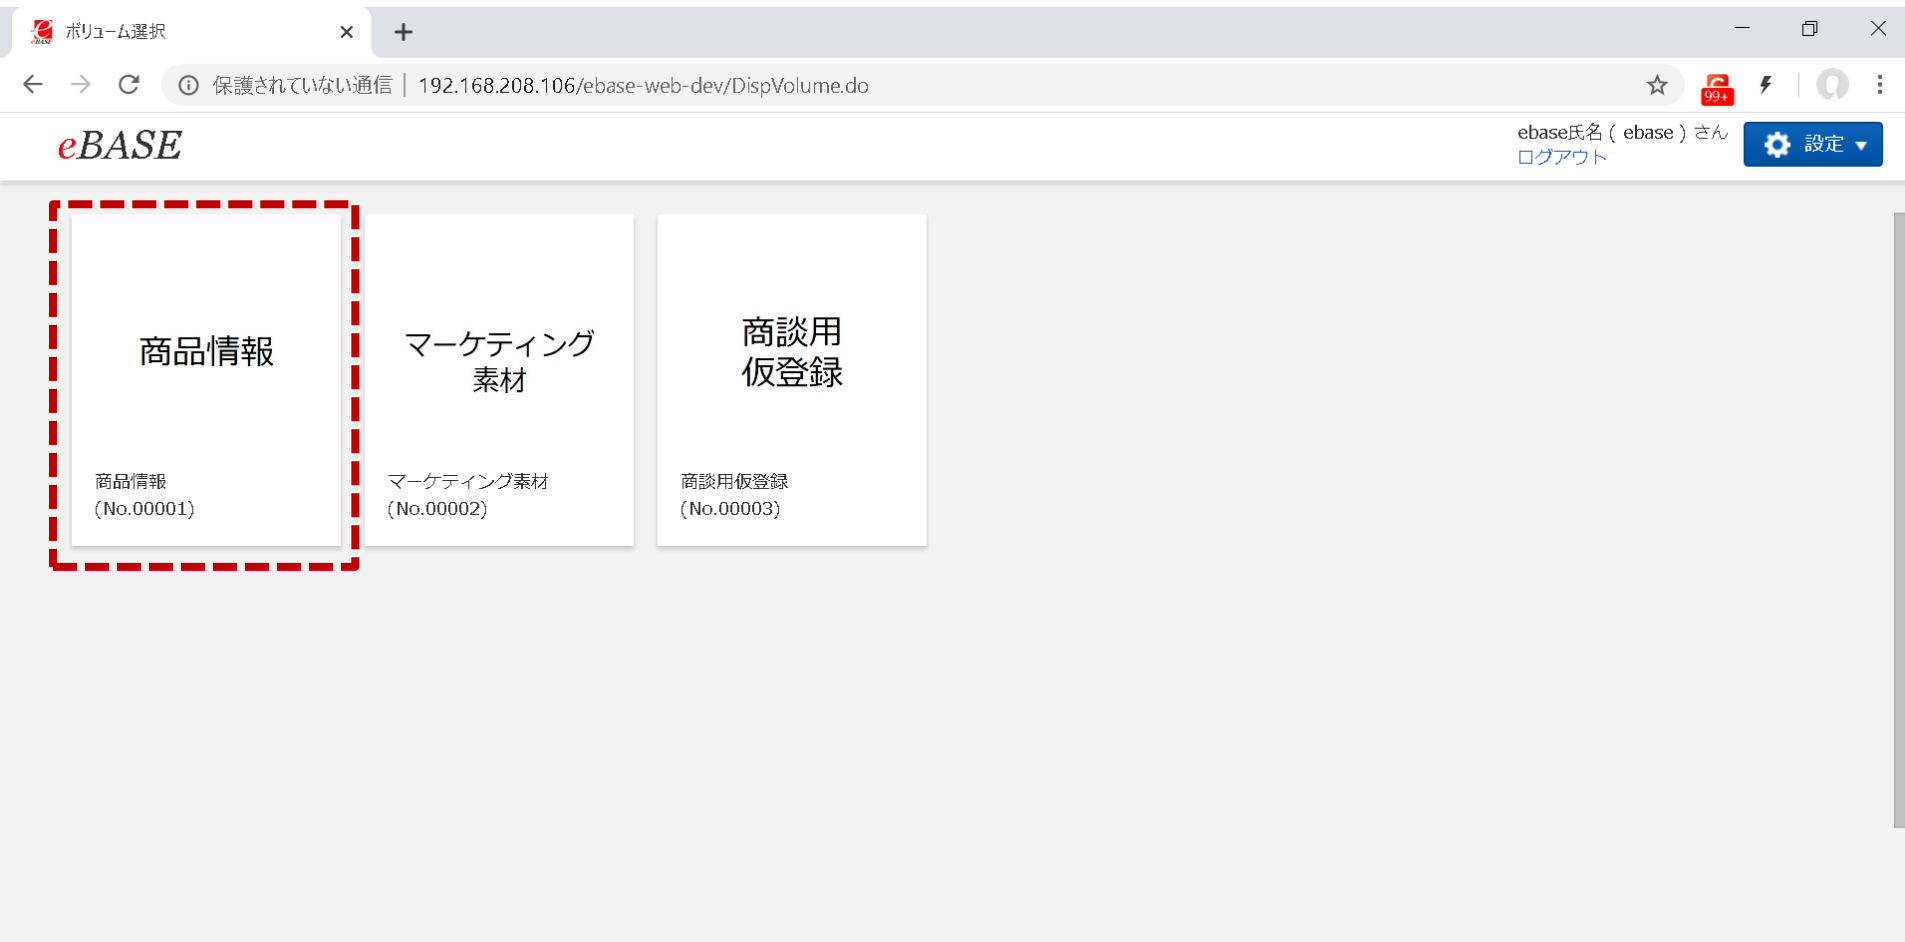 ボリューム選択
保護されていない通信 | 192.168.208.106/ebase-web-dev/DispVolume.do
99+
eBASE
ebase氏名 ( ebase ) さん
ログアウト
設定
商品情報
商品情報
(No.00001)
マーケティング
素材
マーケティング素材
(No.00002)
商談用
仮登録
商談用仮登録
(No.00003)